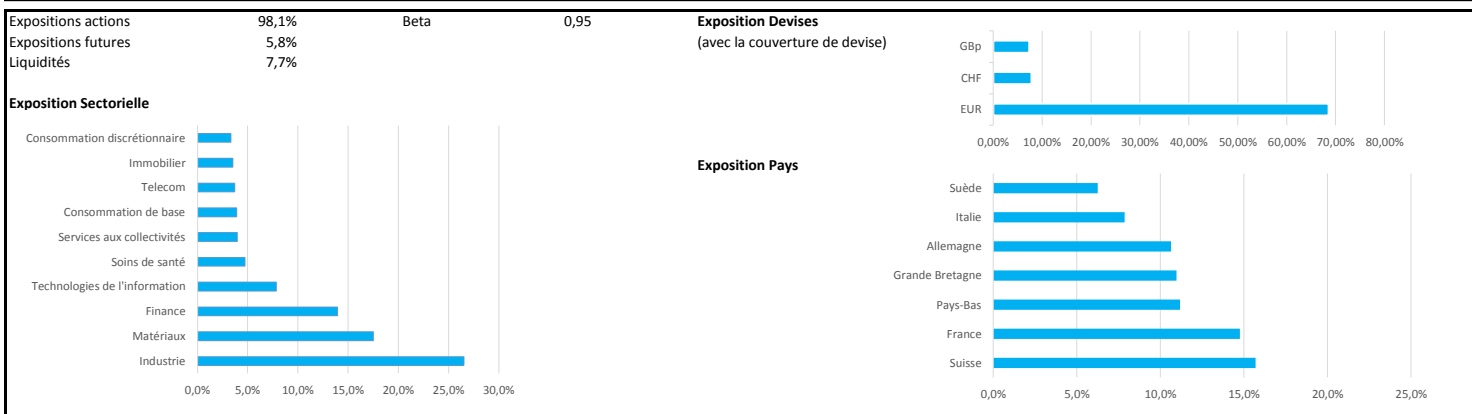 Expositions actions 98,1% Beta 0,95
Expositions futures 5,8%
Liquidités 7,7%
Exposition Sectorielle
Consommation discrétionnaire
Immobilier
Telecom
Consommation de base
Services aux collectivités
Soins de santé
Technologies de l'information
Finance
Matériaux
Industrie
0,0% 5,0% 10,0% 15,0% 20,0% 25,0% 30,0%
Exposition Devises
(avec la couverture de devise)
GBp
CHF
EUR
0,00% 10,00% 20,00% 30,00% 40,00% 50,00% 60,00% 70,00% 80,00%
Exposition Pays
Suède
Italie
Allemagne
Grande Bretagne
Pays-Bas
France
Suisse
0,0% 5,0% 10,0% 15,0% 20,0% 25,0%